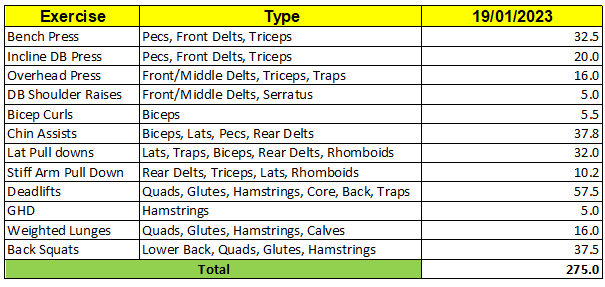 Exercise Type 19/01/2023
Bench Press Pecs, Front Delts, Triceps 32.5
Incline DB Press Pecs, Front Delts, Triceps 20.0
Overhead Press Front/Middle Delts, Triceps, Traps 16.0
DB Shoulder Raises Front/Middle Delts, Serratus 5.0
Bicep Curls Biceps 5.5
Chin Assists Biceps, Lats, Pecs, Rear Delts 37.8
Lat Pull downs Lats, Traps, Biceps, Rear Delts, Rhomboids 32.0
Stiff Arm Pull Down Rear Delts, Triceps, Lats, Rhomboids 10.2
Deadlifts Quads, Glutes, Hamstrings, Core, Back, Traps 57.5
GHD Hamstrings 5.0
Weighted Lunges Quads, Glutes, Hamstrings, Calves 16.0
Back Squats Lower Back, Quads, Glutes, Hamstrings 37.5
Total 275.0